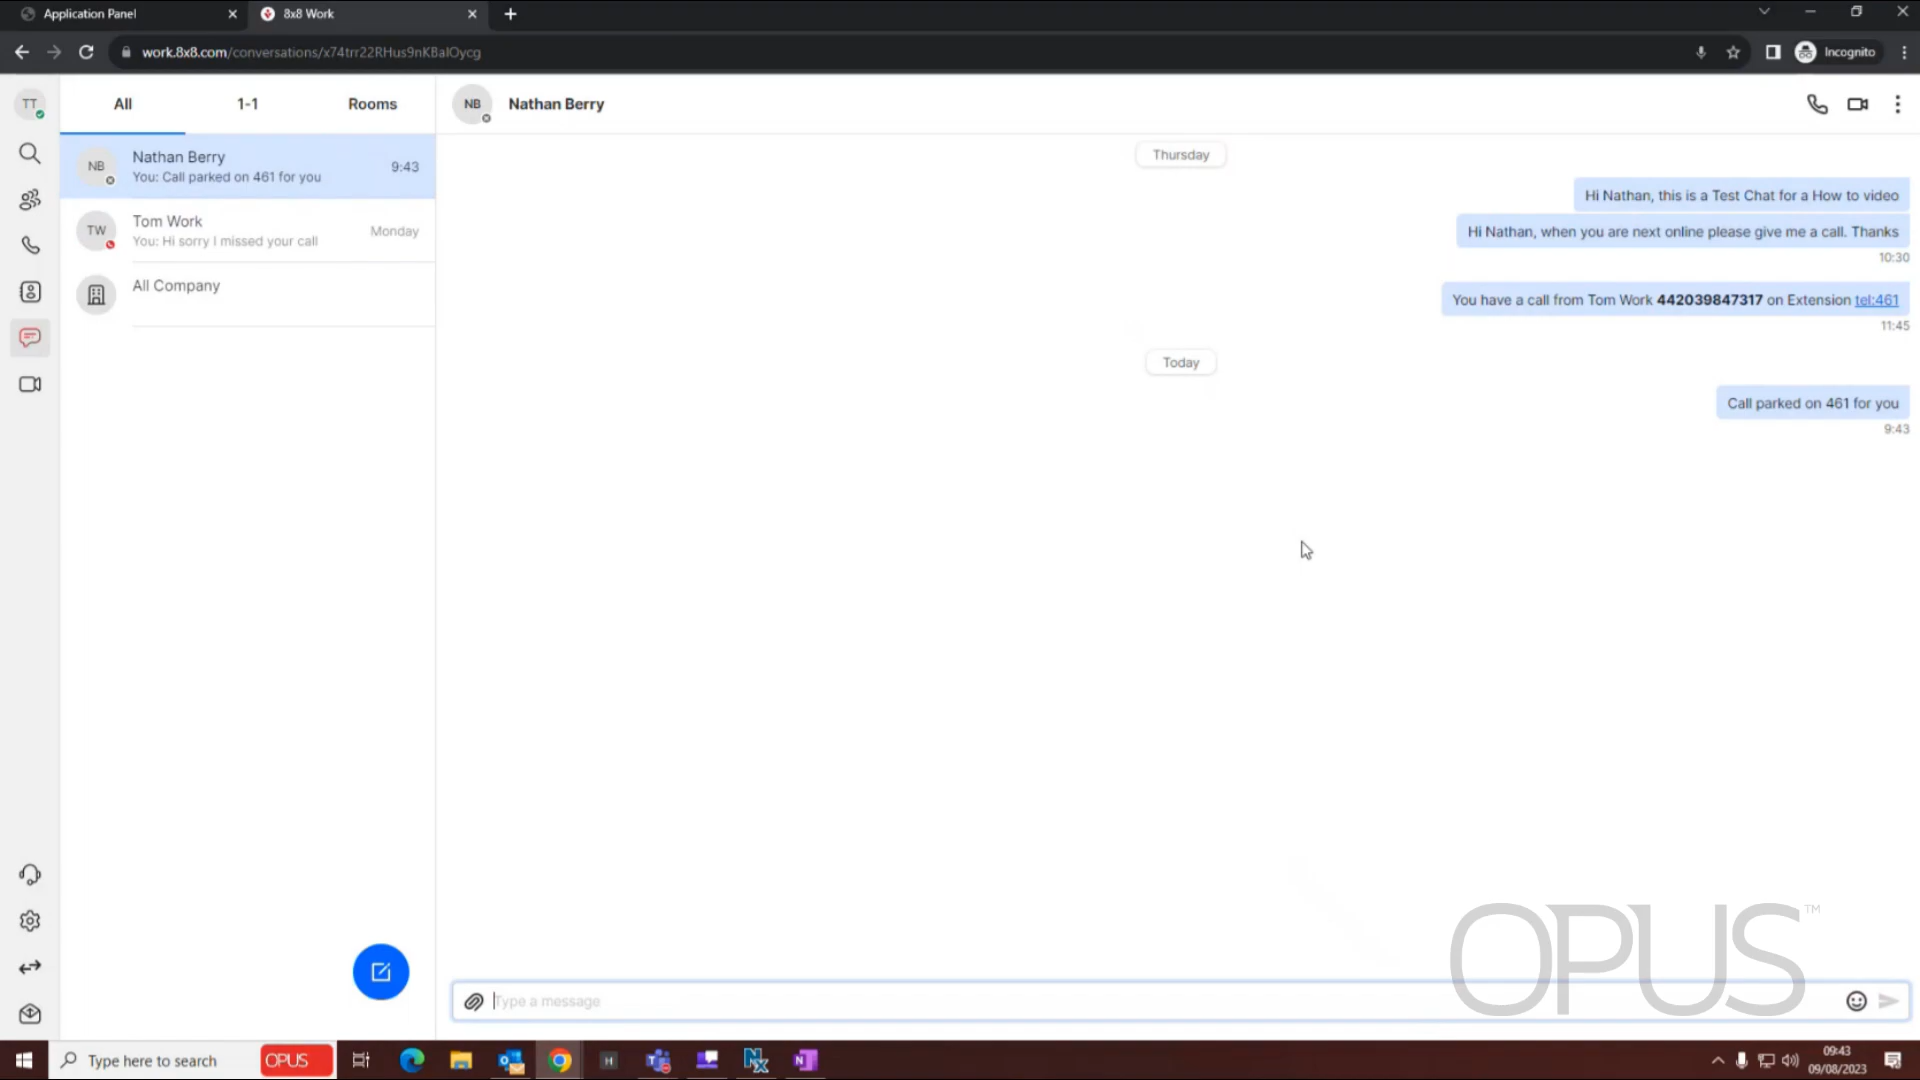 Application Panel
8x8 Work
work.8x8.com/conversations/x74trr22RHus9nKBalOycg
Incognito
TT
All
1-1
Rooms
NB
Nathan Berry
NB
Nathan Berry
9:43
You: Call parked on 461 for you
TW
Tom Work
Monday
You: Hi sorry I missed your call
All Company
Thursday
Hi Nathan, this is a Test Chat for a How to video
Hi Nathan, when you are next online please give me a call. Thanks
10:30
You have a call from Tom Work 442039847317 on Extension tel:461
11:45
Today
Call parked on 461 for you
9:43
OPUS™
Type a message
Type here to search
OPUS
H
09:43
09/08/2023